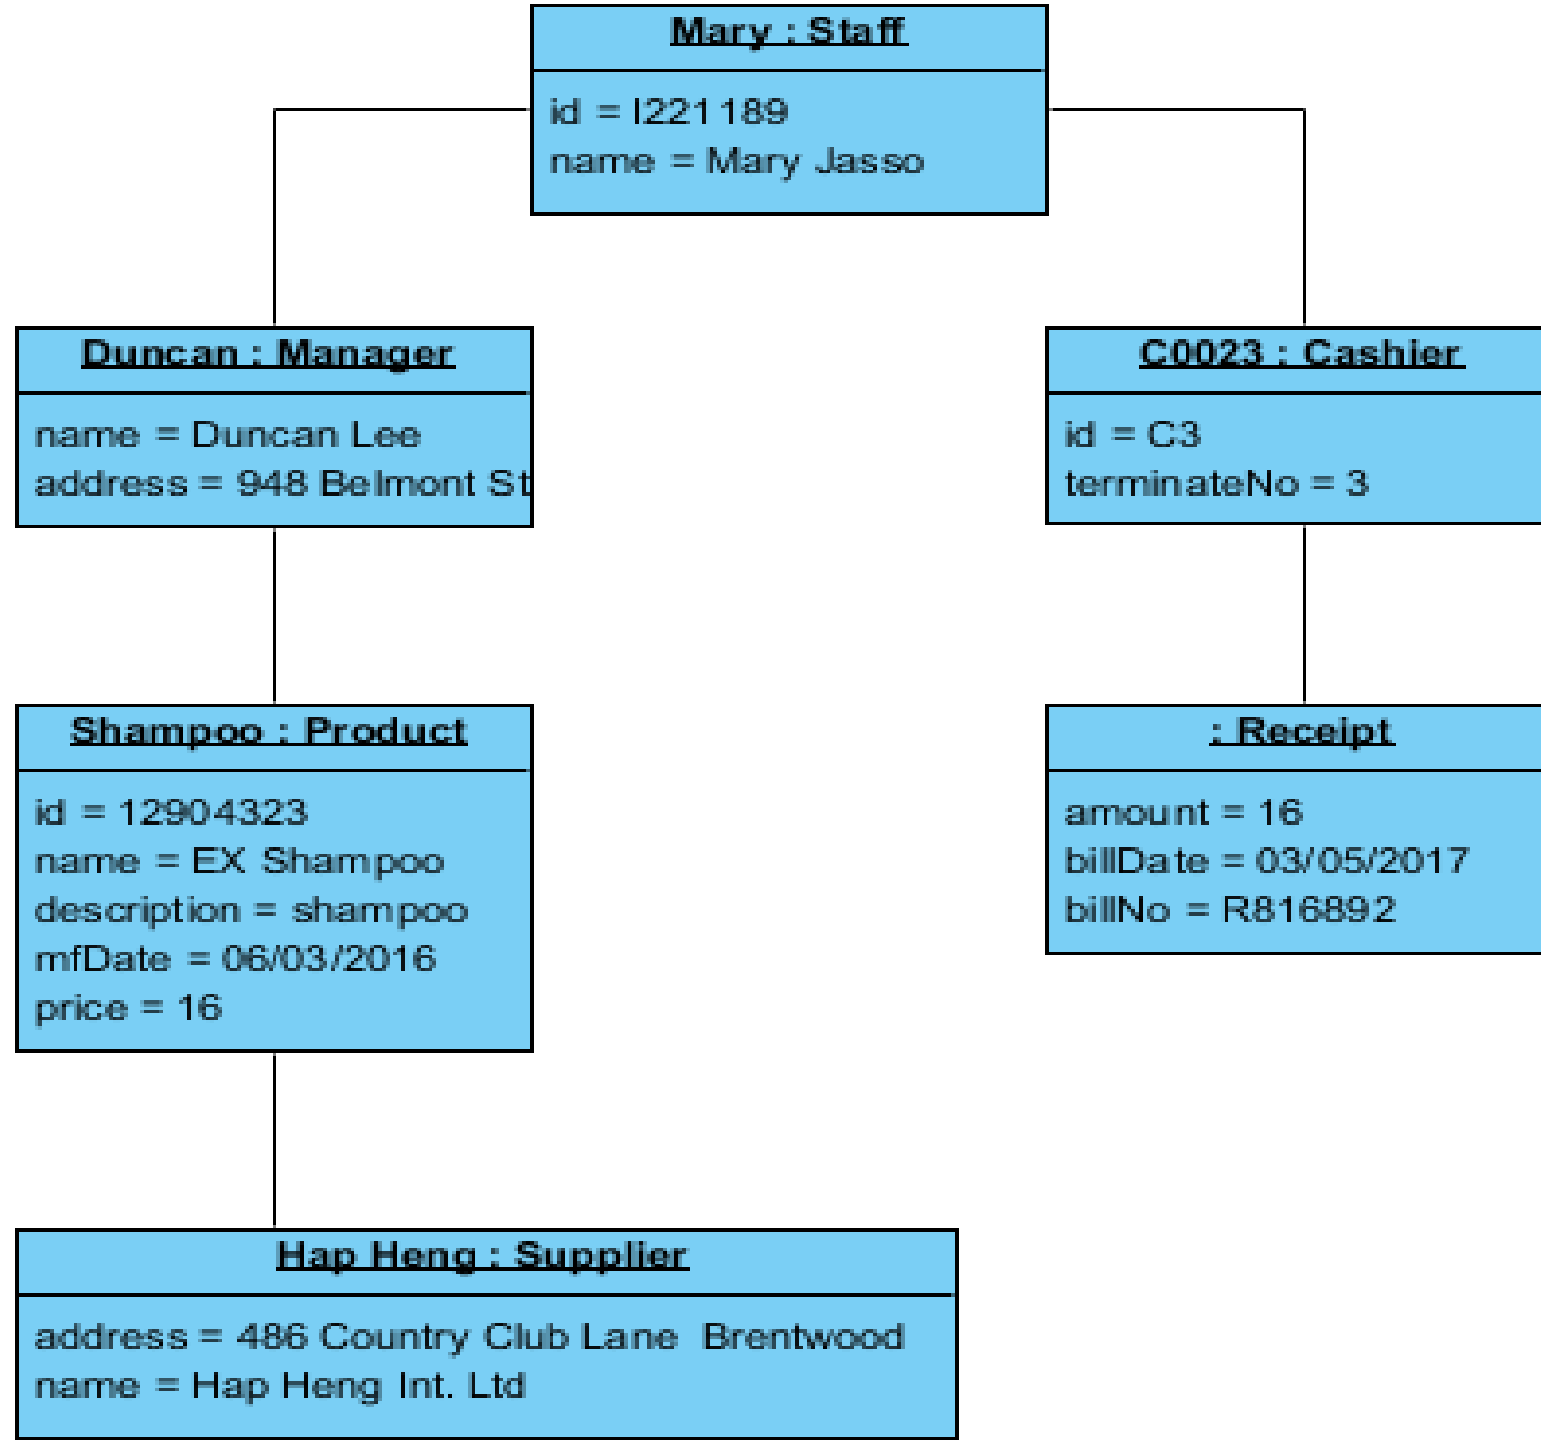 Mary : Staff
id = I221189
name = Mary Jasso
Duncan : Manager
name = Duncan Lee
address = 948 Belmont St
C0023 : Cashier
id = C3
terminateNo = 3
Shampoo : Product
id = 12904323
name = EX Shampoo
description = shampoo
mfDate = 06/03/2016
price = 16
: Receipt
amount = 16
billDate = 03/05/2017
billNo = R816892
Hap Heng : Supplier
address = 486 Country Club Lane  Brentwood
name = Hap Heng Int. Ltd